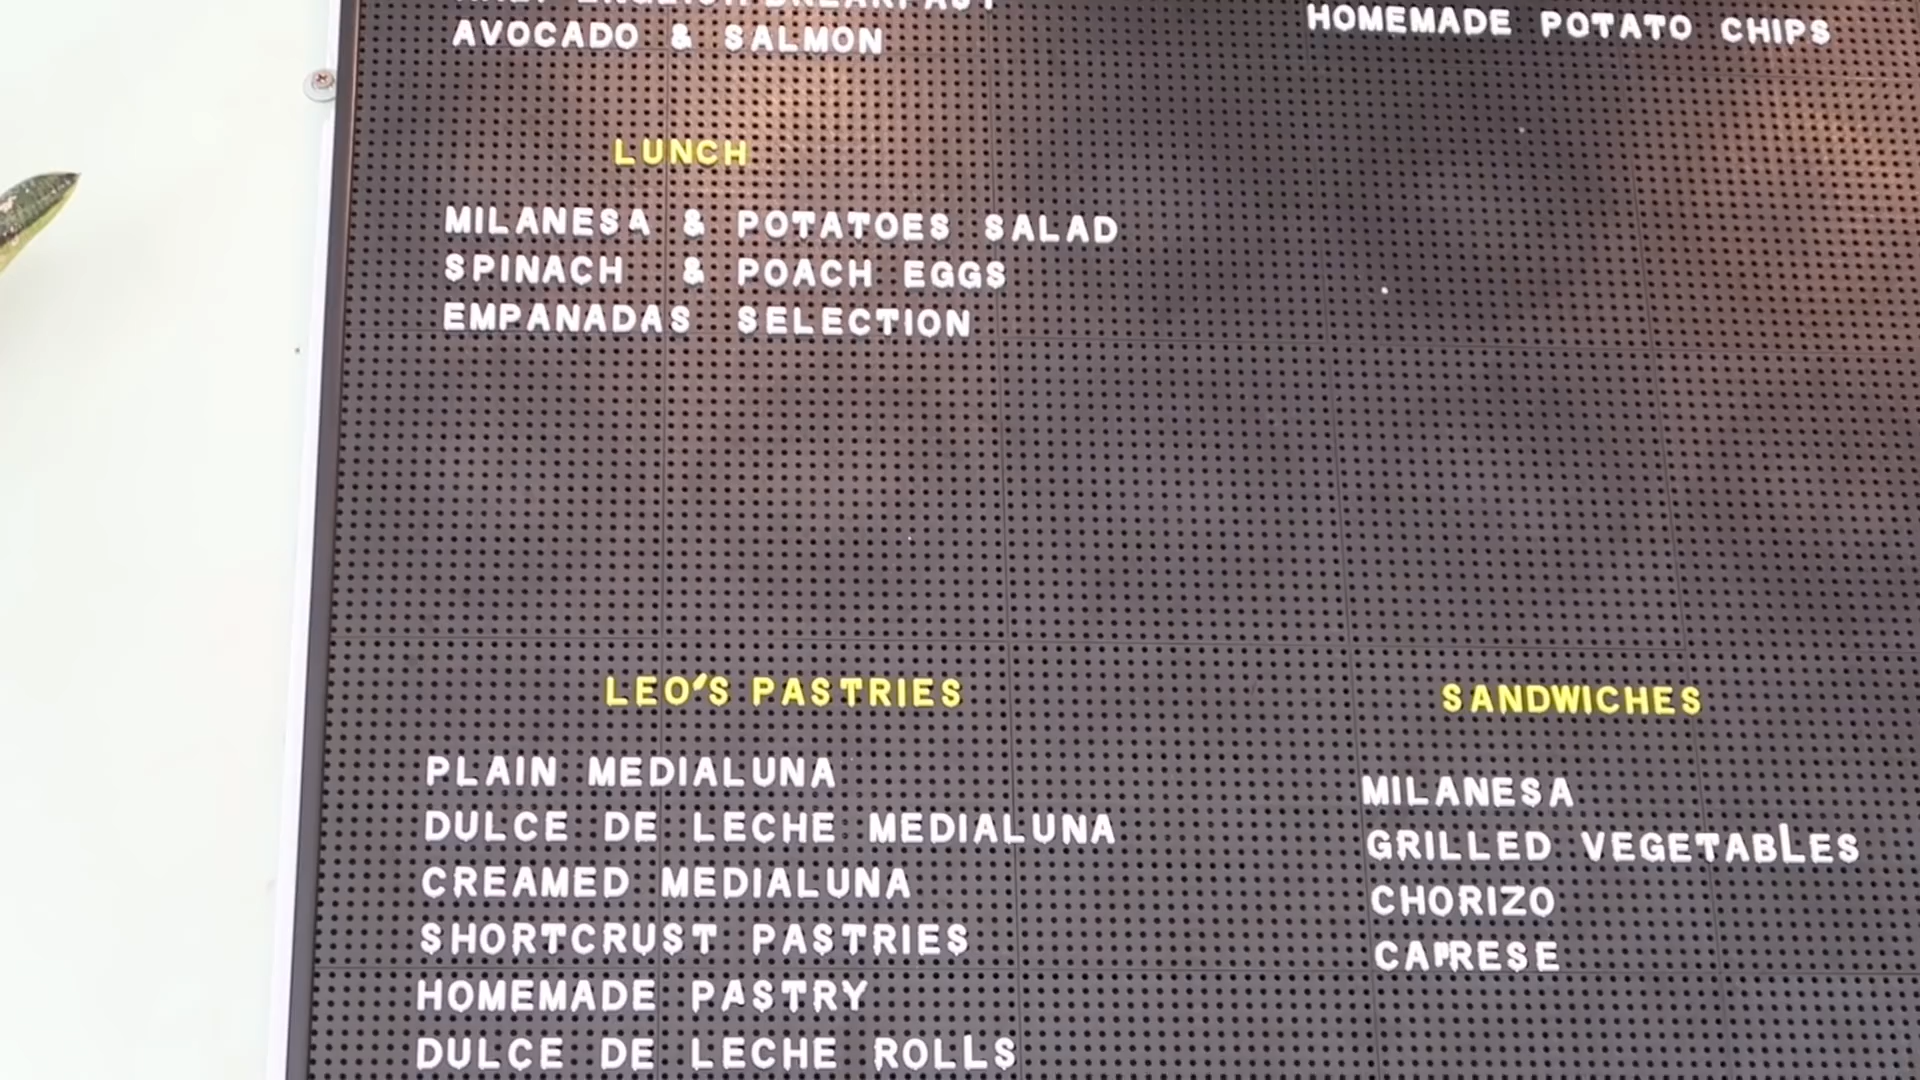 ENGLISH BREAKFAST
AVOCADO & SALMON
HOMEMADE POTATO CHIPS
LUNCH
MILANESA & POTATOES SALAD
SPINACH & POACH EGGS
EMPANADAS SELECTION
LEO'S PASTRIES
PLAIN MEDIALUNA
DULCE DE LECHE MEDIALUNA
CREAMED MEDIALUNA
SHORTCRUST PASTRIES
HOMEMADE PASTRY
DULCE DE LECHE ROLLS
SANDWICHES
MILANESA
GRILLED VEGETABLES
CHORIZO
CAPRESE